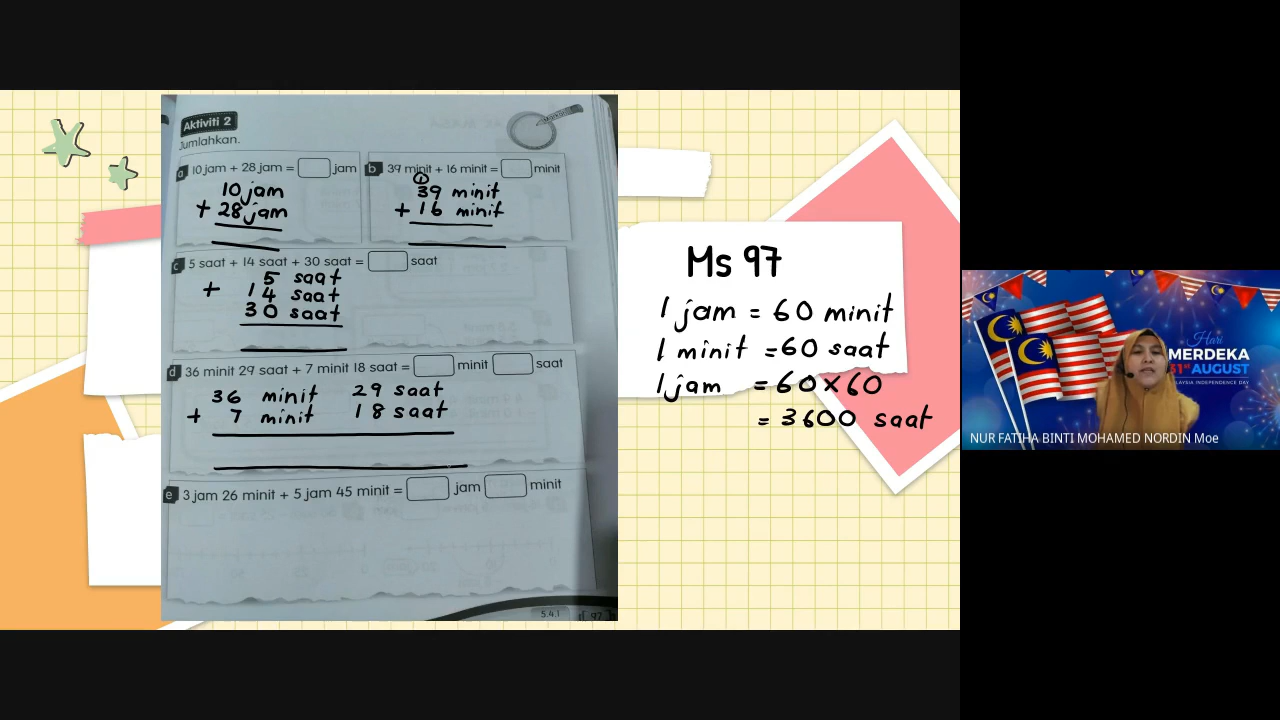 Aktiviti 2
Jumlahkan.
a 10 jam + 28 jam = jam
10 jam
+ 28 jam
b 39 minit + 16 minit = minit
1
39 minit
+ 16 minit
c 5 saat + 14 saat + 30 saat = saat
5 saat
+ 14 saat
30 saat
d 36 minit 29 saat + 7 minit 18 saat = minit saat
36 minit 29 saat
+ 7 minit 18 saat
e 3 jam 26 minit + 5 jam 45 minit = jam minit
5.4.1
Ms 97
1 jam = 60 minit
1 minit = 60 saat
1 jam = 60 x 60
= 3600 saat
Hari
MERDEKA
31st AUGUST
NUR FATIHA BINTI MOHAMED NORDIN Moe